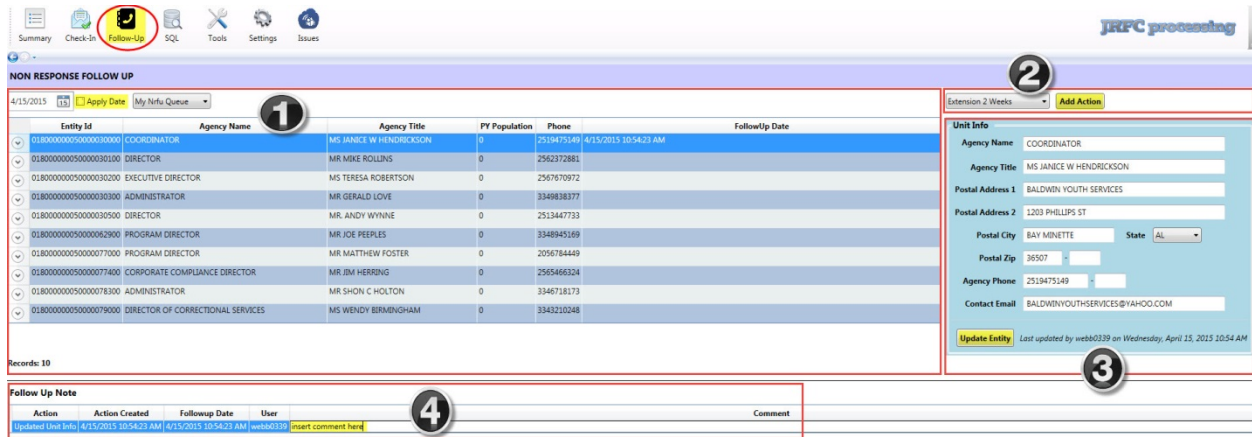 Summary Check-In Follow-Up SQL Tools Settings Issues
JRFC processing
NON RESPONSE FOLLOW UP
2
4/15/2015 15 Apply Date My Nrfu Queue 1
Extension 2 Weeks Add Action
Entity Id Agency Name Agency Title PY Population Phone FollowUp Date
01800000050000030000 COORDINATOR MS JANICE W HENDRICKSON 0 2519475149 4/15/2015 10:54:23 AM
01800000050000030100 DIRECTOR MR MIKE ROLLINS 0 2562372881
01800000050000030200 EXECUTIVE DIRECTOR MS TERESA ROBERTSON 0 2567670972
01800000050000030300 ADMINISTRATOR MR GERALD LOVE 0 3349838377
01800000050000030500 DIRECTOR MR. ANDY WYNNE 0 2513447733
01800000050000062900 PROGRAM DIRECTOR MR JOE PEEPLES 0 3348945169
01800000050000077000 PROGRAM DIRECTOR MR MATTHEW FOSTER 0 2056784449
01800000050000077400 CORPORATE COMPLIANCE DIRECTOR MR JIM HERRING 0 2565466324
01800000050000078300 ADMINISTRATOR MR SHON C HOLTON 0 3346718173
01800000050000079000 DIRECTOR OF CORRECTIONAL SERVICES MS WENDY BIRMINGHAM 0 3343210248
Records: 10
Unit Info
Agency Name COORDINATOR
Agency Title MS JANICE W HENDRICKSON
Postal Address 1 BALDWIN YOUTH SERVICES
Postal Address 2 1203 PHILLIPS ST
Postal City BAY MINETTE State AL
Postal Zip 36507 -
Agency Phone 2519475149 -
Contact Email BALDWINYOUTHSERVICES@YAHOO.COM
Update Entity Last updated by webb0339 on Wednesday, April 15, 2015 10:54 AM
3
Follow Up Note
4
Action Action Created Followup Date User Comment
Updated Unit Info 4/15/2015 10:54:23 AM 4/15/2015 10:54:23 AM webb0339 insert comment here